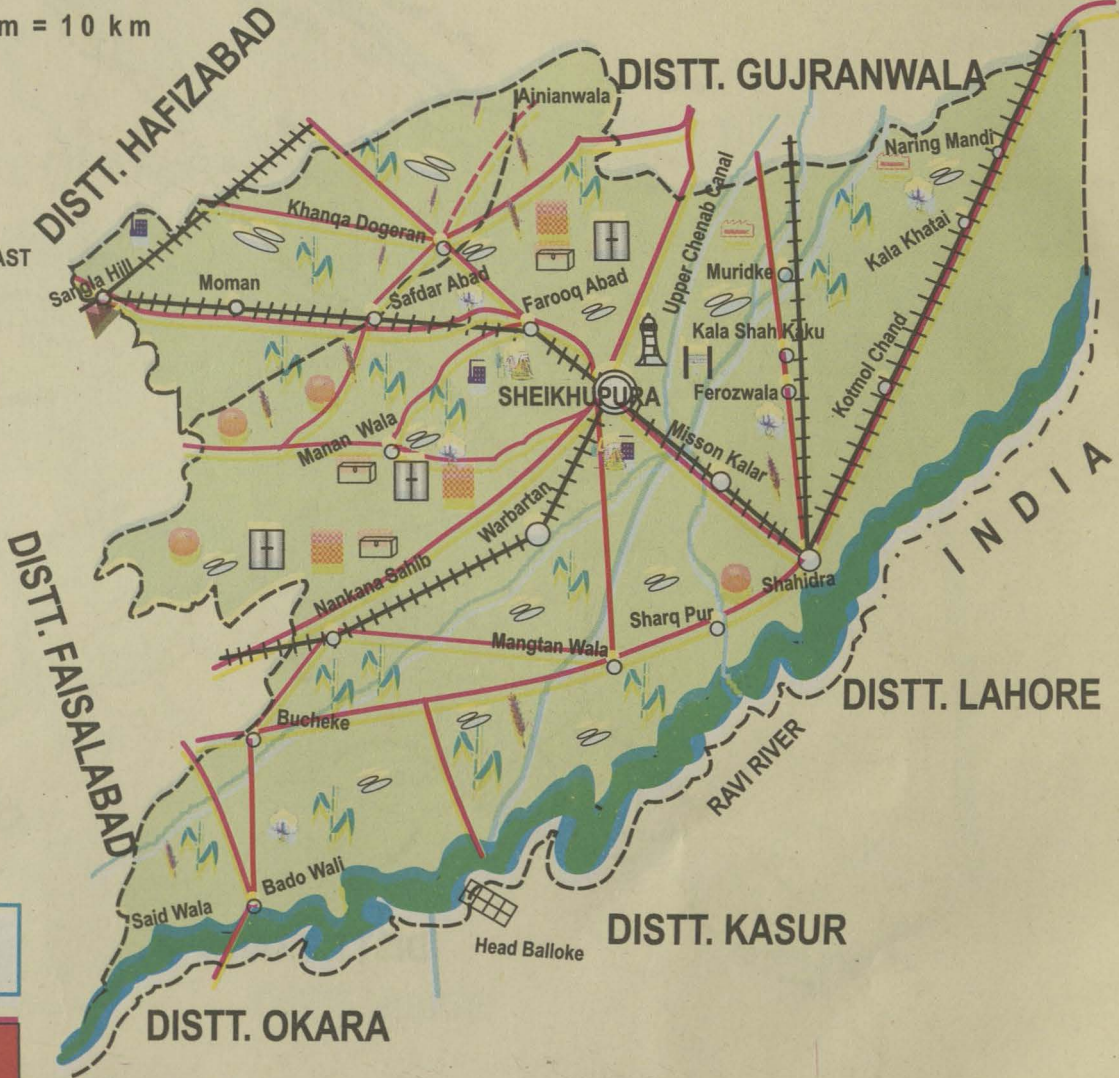 m = 10 km
DISTT. HAFIZABAD
DISTT. GUJRANWALA
Ainianwala
Naring Mandi
Upper Chenab Canal
Khanqa Dogeran
Kala Khatai
AST
Sangla Hill
Moman
Safdar Abad
Farooq Abad
Muridke
Kala Shah Kaku
Kotmol Chand
SHEIKHUPURA
Ferozwala
Manan Wala
Misson Kalar
INDIA
Warbartan
DISTT. FAISALABAD
Nankana Sahib
Shahidra
Sharq Pur
Mangtan Wala
DISTT. LAHORE
Bucheke
RAVI RIVER
Bado Wali
Said Wala
DISTT. KASUR
Head Balloke
DISTT. OKARA